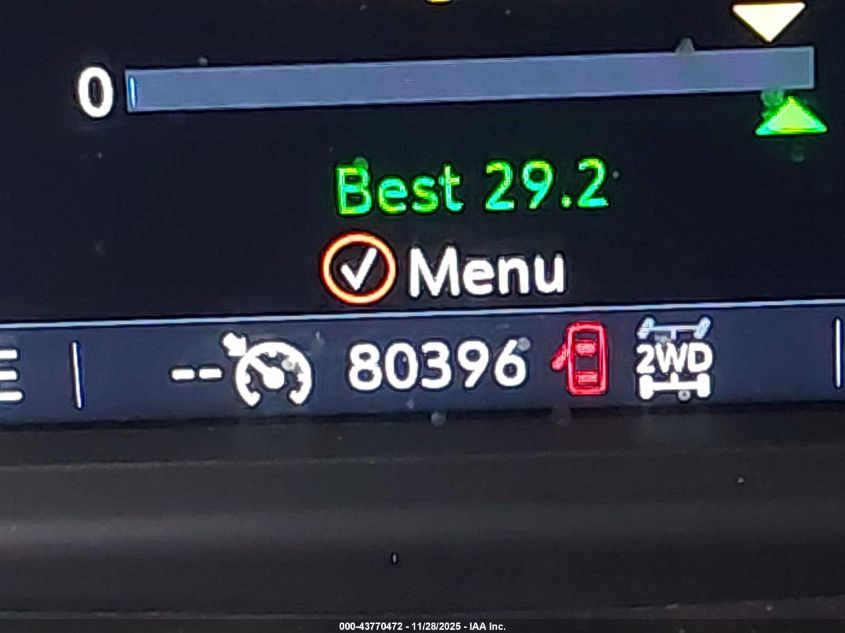 0
Best 29.2
Menu
E -- 80396 2WD
000-43770472 - 11/28/2025 - IAA Inc.